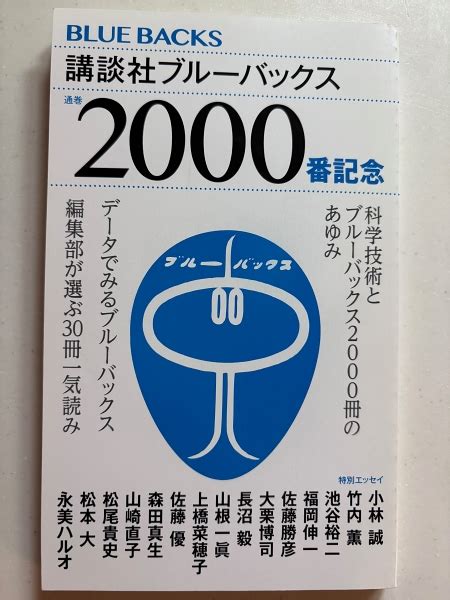 BLUE BACKS
講談社ブルーバックス
通巻
2000番記念
ブルーバックス
科学技術と
ブルーバックス2000冊の
あゆみ
データでみるブルーバックス
編集部が選ぶ30冊一気読み
特別エッセイ
小林 誠
竹内 薫
池谷裕二
福岡伸一
佐藤勝彦
大栗博司
長沼 毅
山根一眞
上橋菜穂子
佐藤 優
森田真生
山崎直子
松尾貴史
松本 大
永美ハルオ